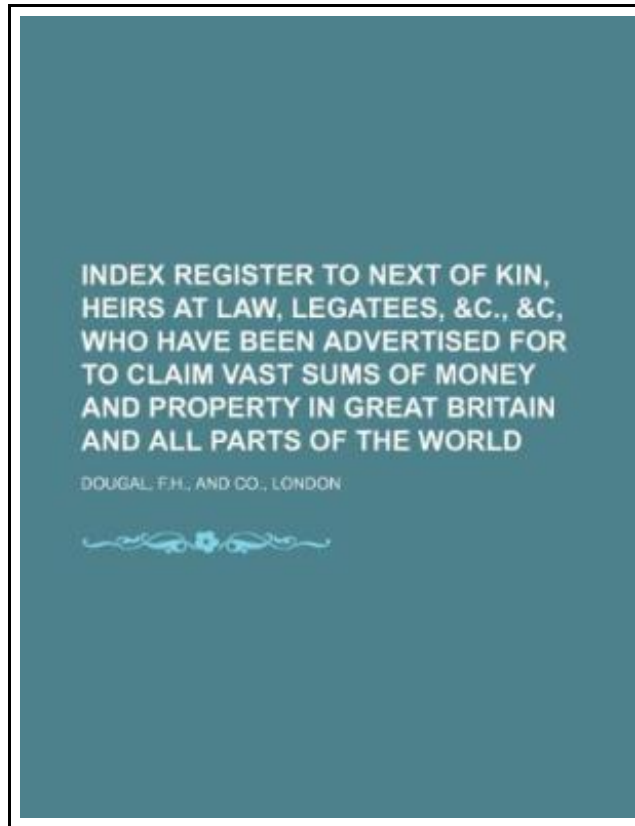 INDEX REGISTER TO NEXT OF KIN,
HEIRS AT LAW, LEGATEES, &C., &C,
WHO HAVE BEEN ADVERTISED FOR
TO CLAIM VAST SUMS OF MONEY
AND PROPERTY IN GREAT BRITAIN
AND ALL PARTS OF THE WORLD
DOUGAL, F.H., AND CO., LONDON